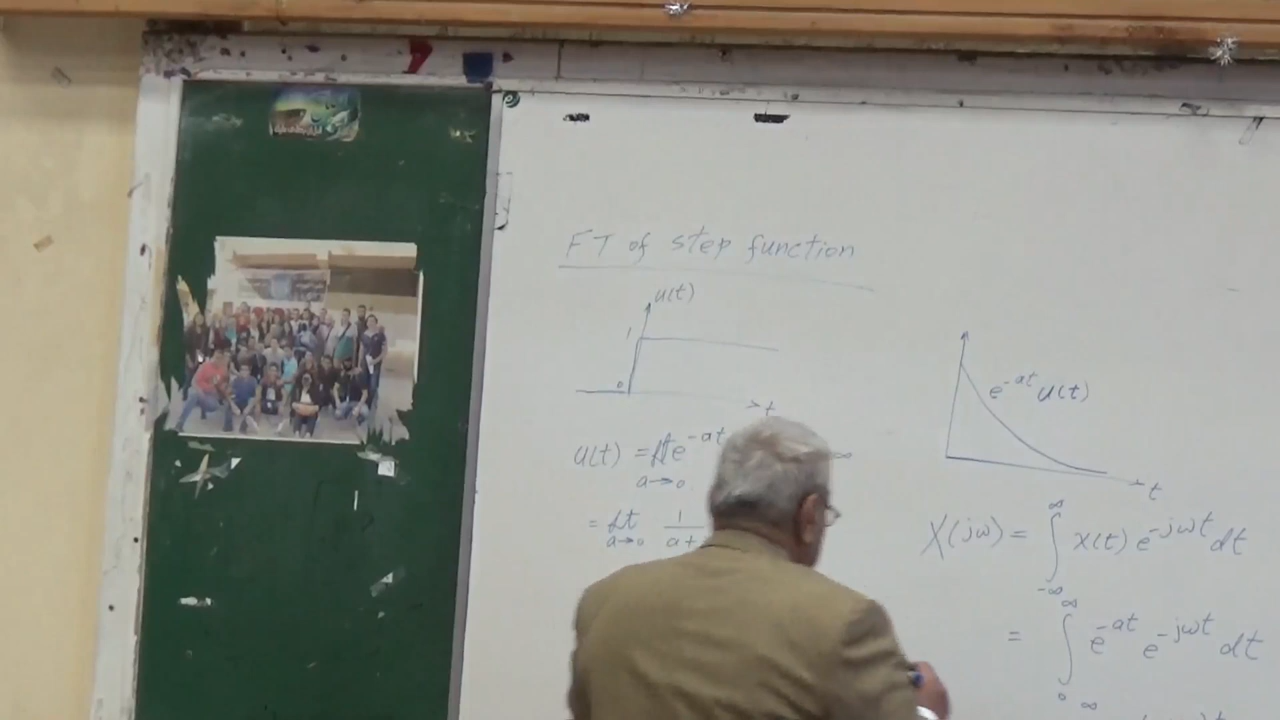 FT of step function
u(t)
1
0
t
u(t) = lt e^-at
a→0
∞
= lt 1
a→0 a+
e^-at u(t)
t
X(jω) = ∫ x(t) e^-jωt dt
∞
-∞
= ∫ e^-at e^-jωt dt
∞
0
∞